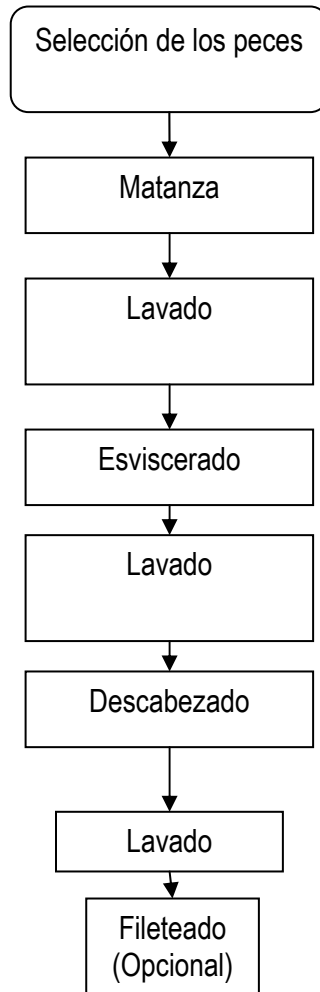 Selección de los peces
Matanza
Lavado
Esviscerado
Lavado
Descabezado
Lavado
Fileteado
(Opcional)